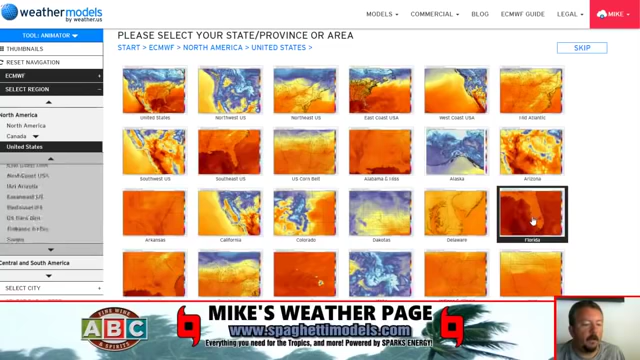 weathermodels
by weather.us
MODELS
COMMERCIAL
BLOG
ECMWF GUIDE
LEGAL
MIKE
TOOL: ANIMATOR
THUMBNAILS
RESET NAVIGATION
ECMWF
SELECT REGION
North America
North America
Canada
United States
Central and South America
SELECT CITY
PLEASE SELECT YOUR STATE/PROVINCE OR AREA
START > ECMWF > NORTH AMERICA > UNITED STATES >
SKIP
United States
Northwest US
Northeast US
East Coast USA
West Coast USA
Mid Atlantic
Southwest US
Southeast US
US Corn Belt
Alabama & Miss
Alaska
Arizona
Arkansas
California
Colorado
Dakotas
Delaware
Florida
FINE WINE
ABC
& SPIRITS
MIKE'S WEATHER PAGE
www.spaghettimodels.com
Everything you need for the Tropics, and more! Powered by SPARKS ENERGY!